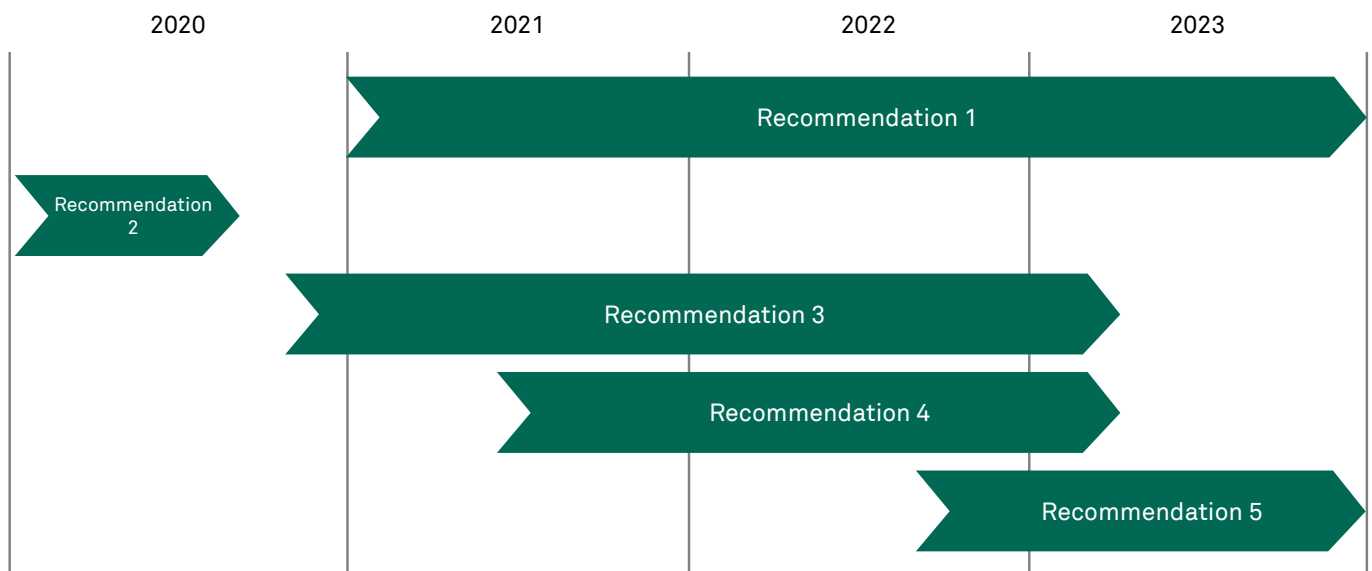 2020 2021 2022 2023
Recommendation 1
Recommendation
2
Recommendation 3
Recommendation 4
Recommendation 5